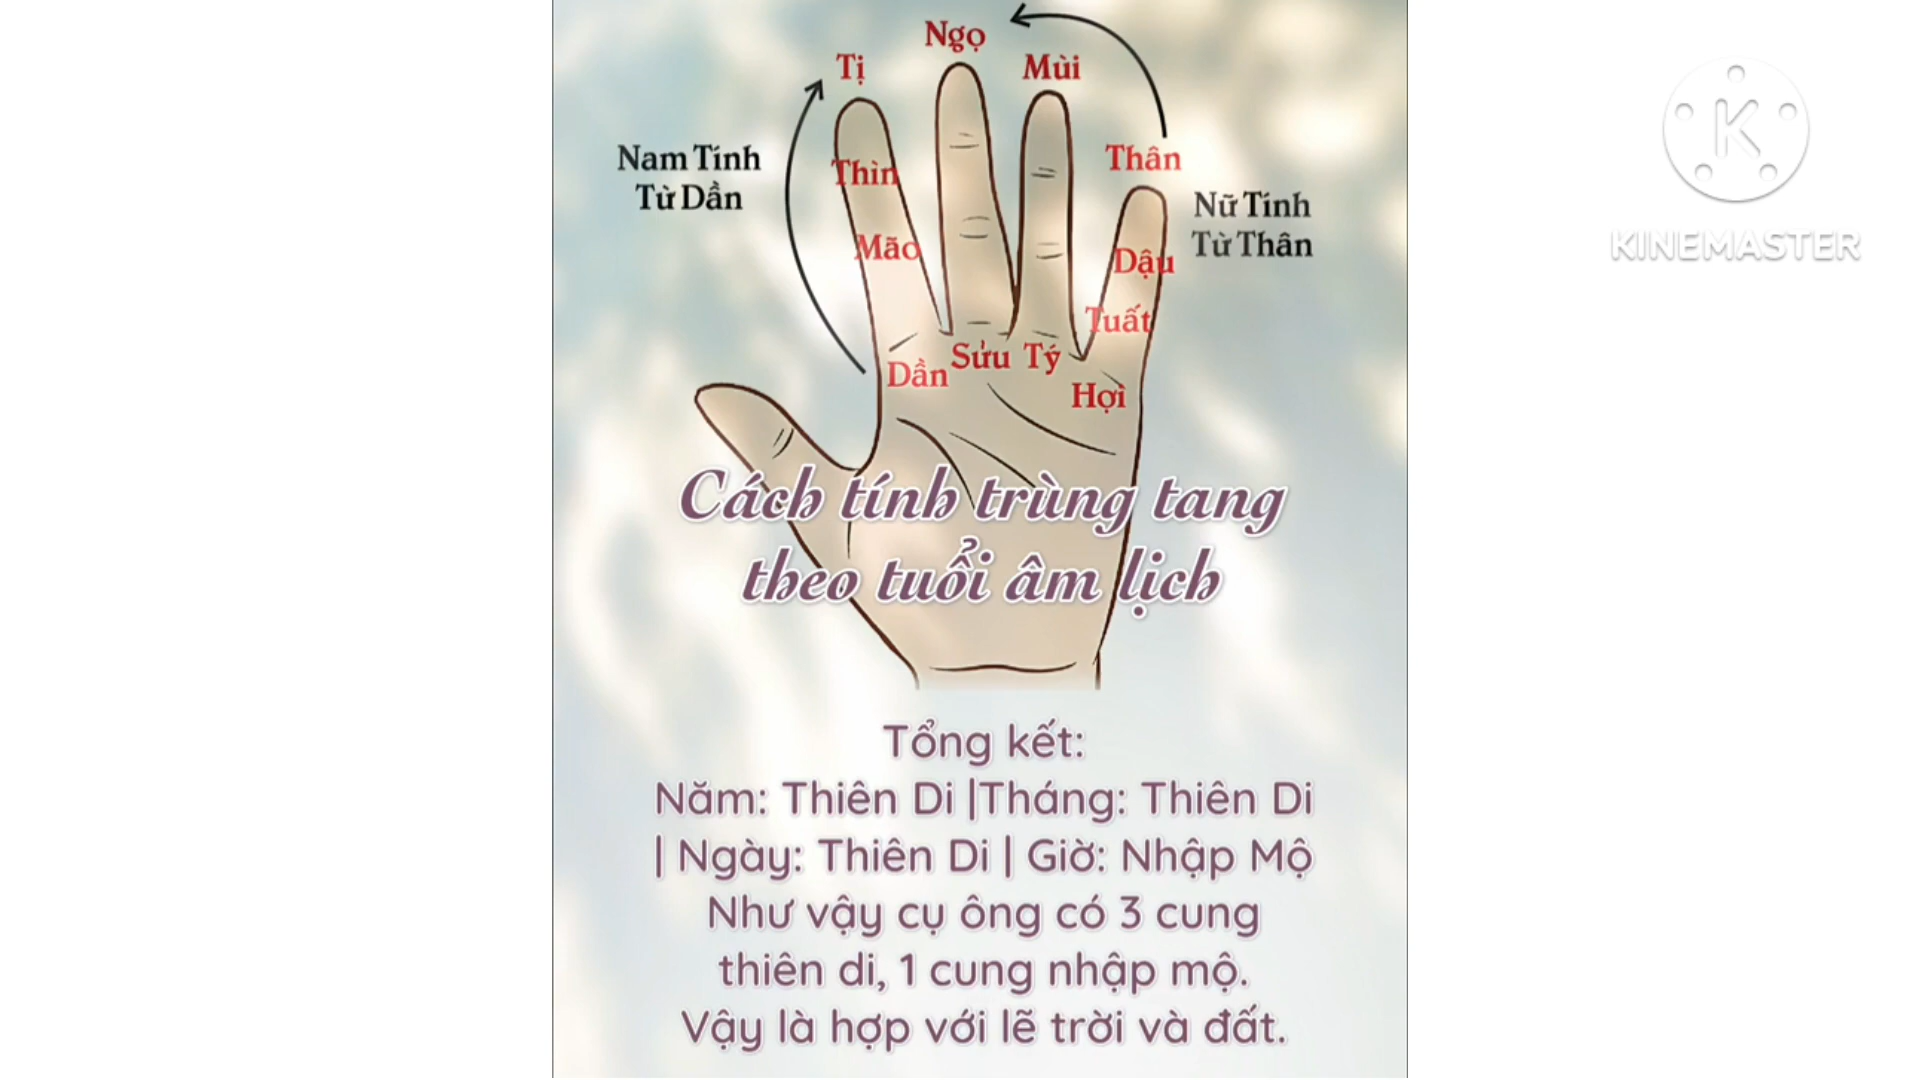 Ngọ
Tị
Mùi
Nam Tính
Từ Dần
Thìn
Thân
Nữ Tính
Từ Thân
Mão
Dậu
Tuất
Sửu Tý
Dần
Hợi
KINEMASTER
Cách tính trùng tang
theo tuổi âm lịch
Tổng kết:
Năm: Thiên Di |Tháng: Thiên Di
| Ngày: Thiên Di | Giờ: Nhập Mộ
Như vậy cụ ông có 3 cung
thiên di, 1 cung nhập mộ.
Vậy là hợp với lẽ trời và đất.